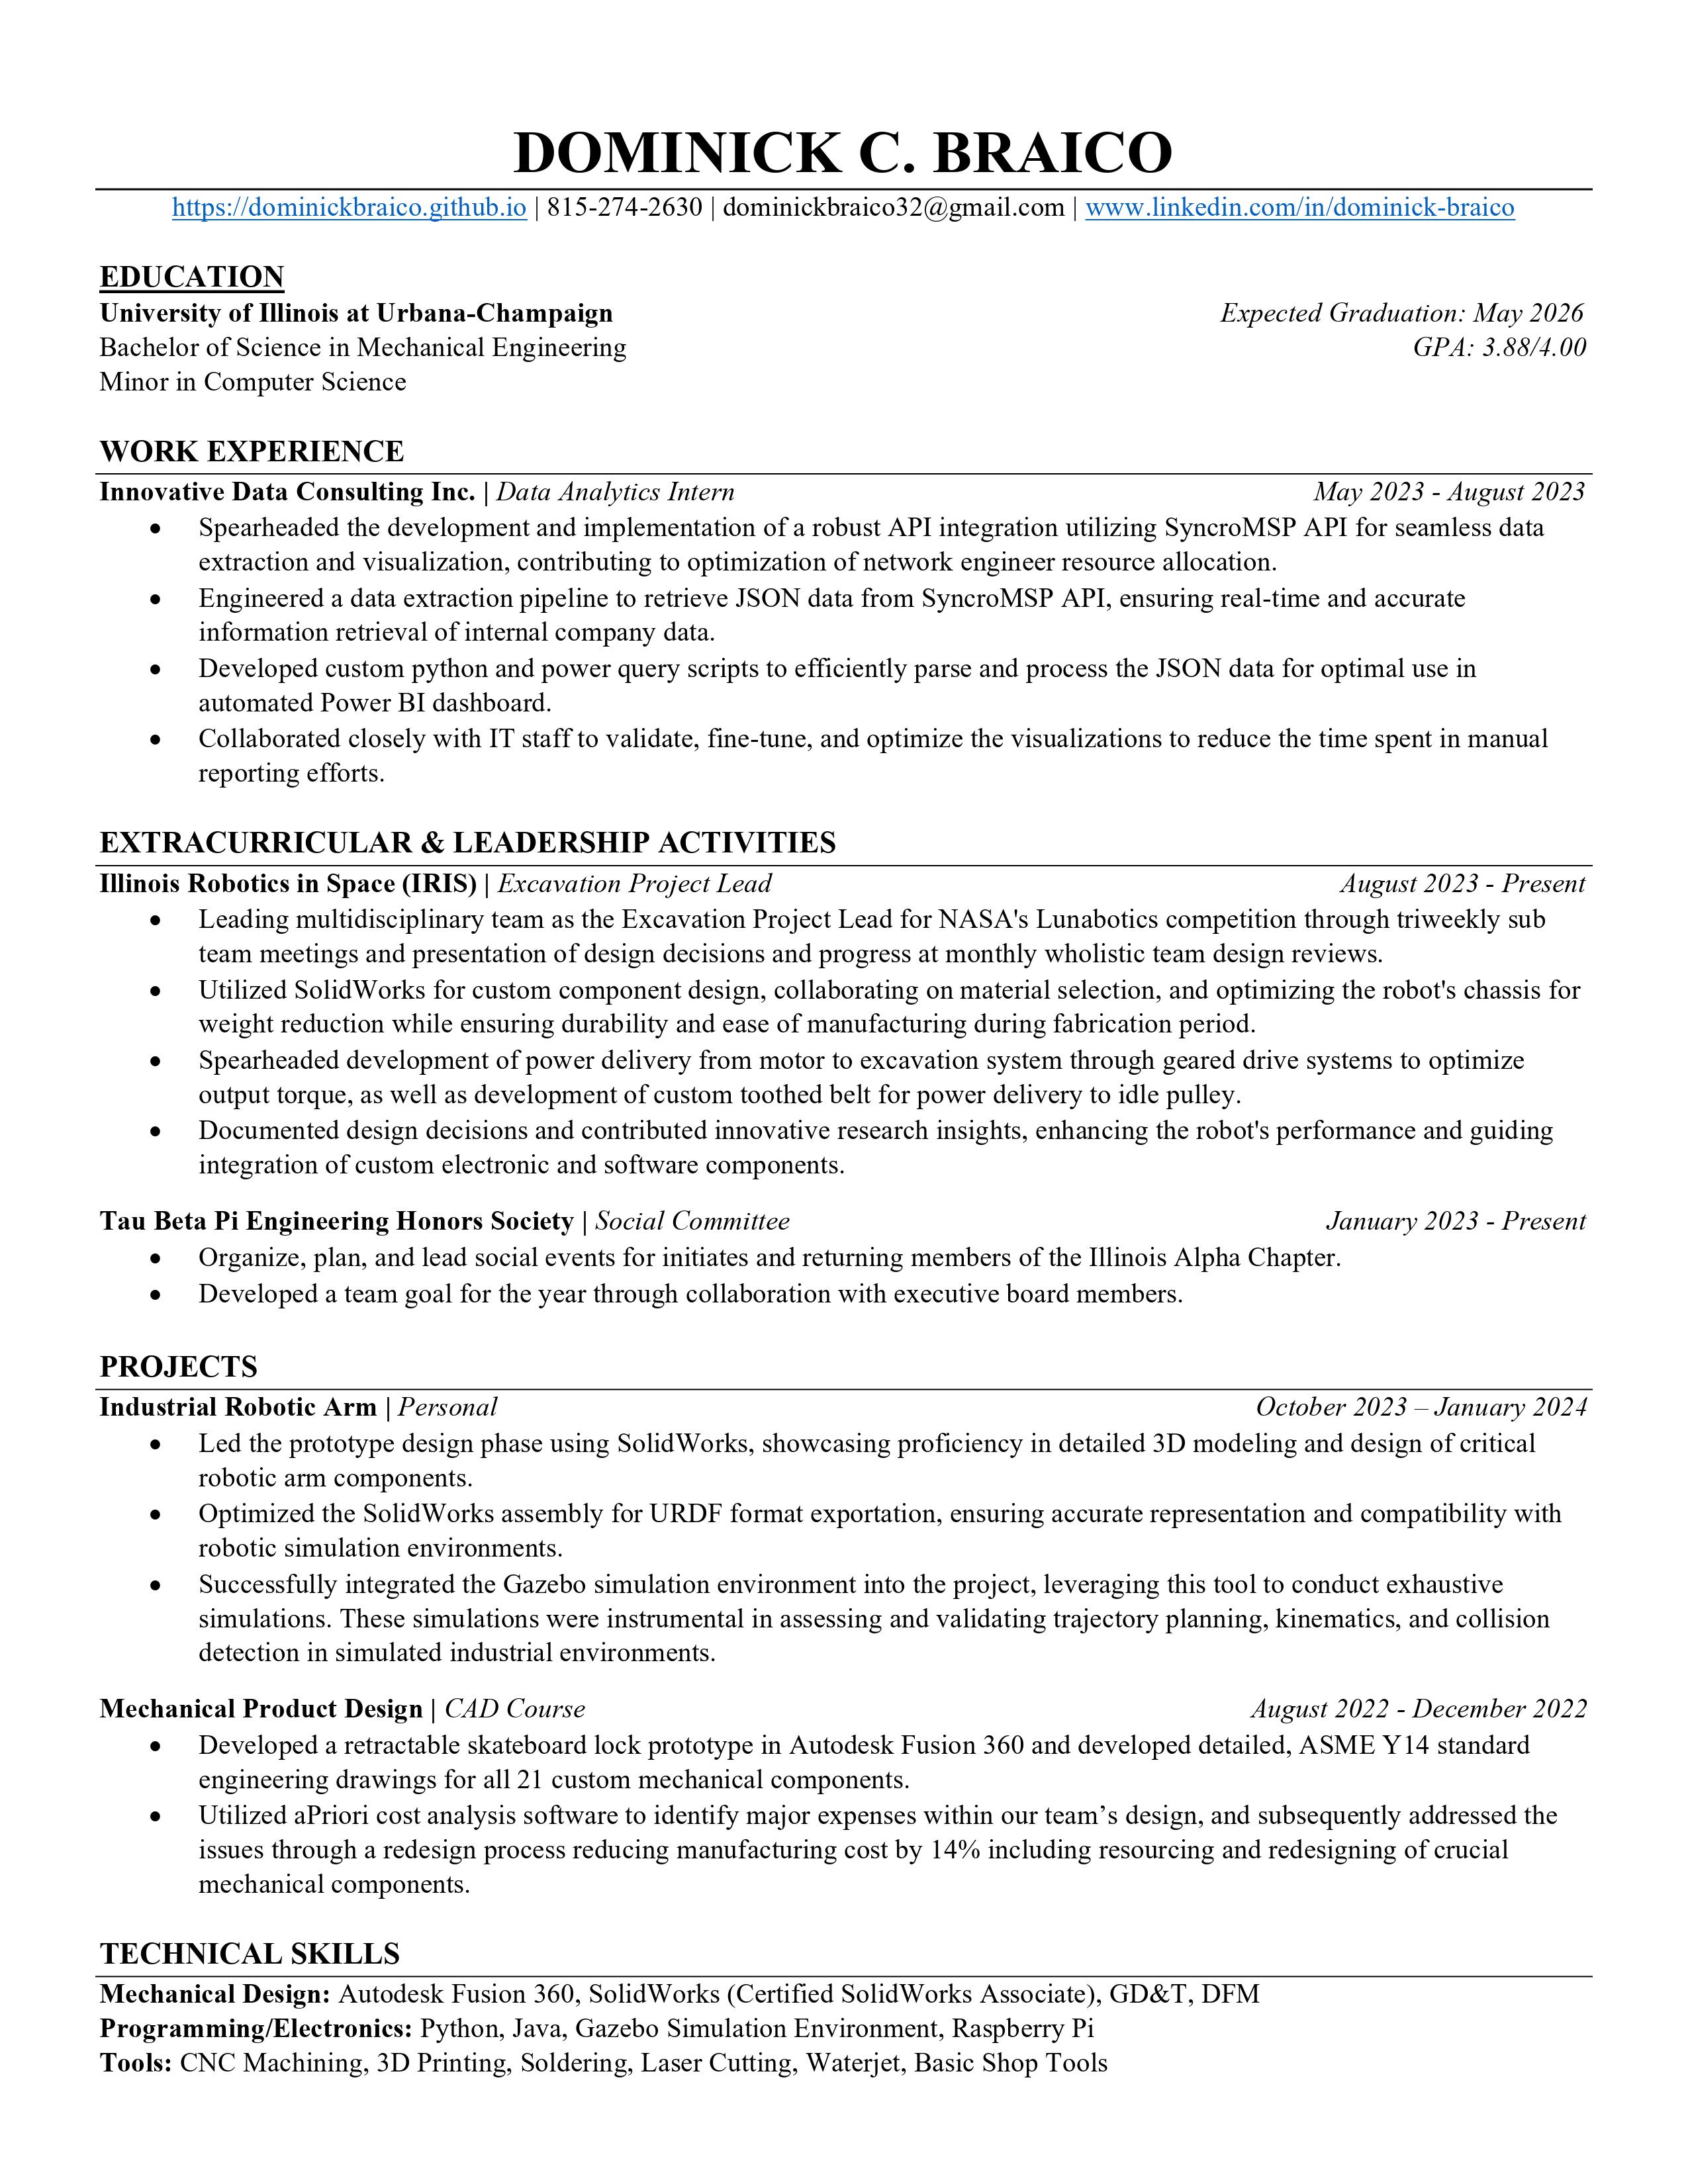 DOMINICK C. BRAICO
https://dominickbraico.github.io | 815-274-2630 | dominickbraico32@gmail.com | www.linkedin.com/in/dominick-braico
EDUCATION
University of Illinois at Urbana-Champaign Expected Graduation: May 2026
Bachelor of Science in Mechanical Engineering GPA: 3.88/4.00
Minor in Computer Science
WORK EXPERIENCE
Innovative Data Consulting Inc. | Data Analytics Intern May 2023 - August 2023
• Spearheaded the development and implementation of a robust API integration utilizing SyncroMSP API for seamless data
extraction and visualization, contributing to optimization of network engineer resource allocation.
• Engineered a data extraction pipeline to retrieve JSON data from SyncroMSP API, ensuring real-time and accurate
information retrieval of internal company data.
• Developed custom python and power query scripts to efficiently parse and process the JSON data for optimal use in
automated Power BI dashboard.
• Collaborated closely with IT staff to validate, fine-tune, and optimize the visualizations to reduce the time spent in manual
reporting efforts.
EXTRACURRICULAR & LEADERSHIP ACTIVITIES
Illinois Robotics in Space (IRIS) | Excavation Project Lead August 2023 - Present
• Leading multidisciplinary team as the Excavation Project Lead for NASA's Lunabotics competition through triweekly sub
team meetings and presentation of design decisions and progress at monthly wholistic team design reviews.
• Utilized SolidWorks for custom component design, collaborating on material selection, and optimizing the robot's chassis for
weight reduction while ensuring durability and ease of manufacturing during fabrication period.
• Spearheaded development of power delivery from motor to excavation system through geared drive systems to optimize
output torque, as well as development of custom toothed belt for power delivery to idle pulley.
• Documented design decisions and contributed innovative research insights, enhancing the robot's performance and guiding
integration of custom electronic and software components.
Tau Beta Pi Engineering Honors Society | Social Committee January 2023 - Present
• Organize, plan, and lead social events for initiates and returning members of the Illinois Alpha Chapter.
• Developed a team goal for the year through collaboration with executive board members.
PROJECTS
Industrial Robotic Arm | Personal October 2023 – January 2024
• Led the prototype design phase using SolidWorks, showcasing proficiency in detailed 3D modeling and design of critical
robotic arm components.
• Optimized the SolidWorks assembly for URDF format exportation, ensuring accurate representation and compatibility with
robotic simulation environments.
• Successfully integrated the Gazebo simulation environment into the project, leveraging this tool to conduct exhaustive
simulations. These simulations were instrumental in assessing and validating trajectory planning, kinematics, and collision
detection in simulated industrial environments.
Mechanical Product Design | CAD Course August 2022 - December 2022
• Developed a retractable skateboard lock prototype in Autodesk Fusion 360 and developed detailed, ASME Y14 standard
engineering drawings for all 21 custom mechanical components.
• Utilized aPriori cost analysis software to identify major expenses within our team’s design, and subsequently addressed the
issues through a redesign process reducing manufacturing cost by 14% including resourcing and redesigning of crucial
mechanical components.
TECHNICAL SKILLS
Mechanical Design: Autodesk Fusion 360, SolidWorks (Certified SolidWorks Associate), GD&T, DFM
Programming/Electronics: Python, Java, Gazebo Simulation Environment, Raspberry Pi
Tools: CNC Machining, 3D Printing, Soldering, Laser Cutting, Waterjet, Basic Shop Tools